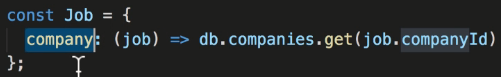 const Job = {
company: (job) => db.companies.get(job.companyId)
};